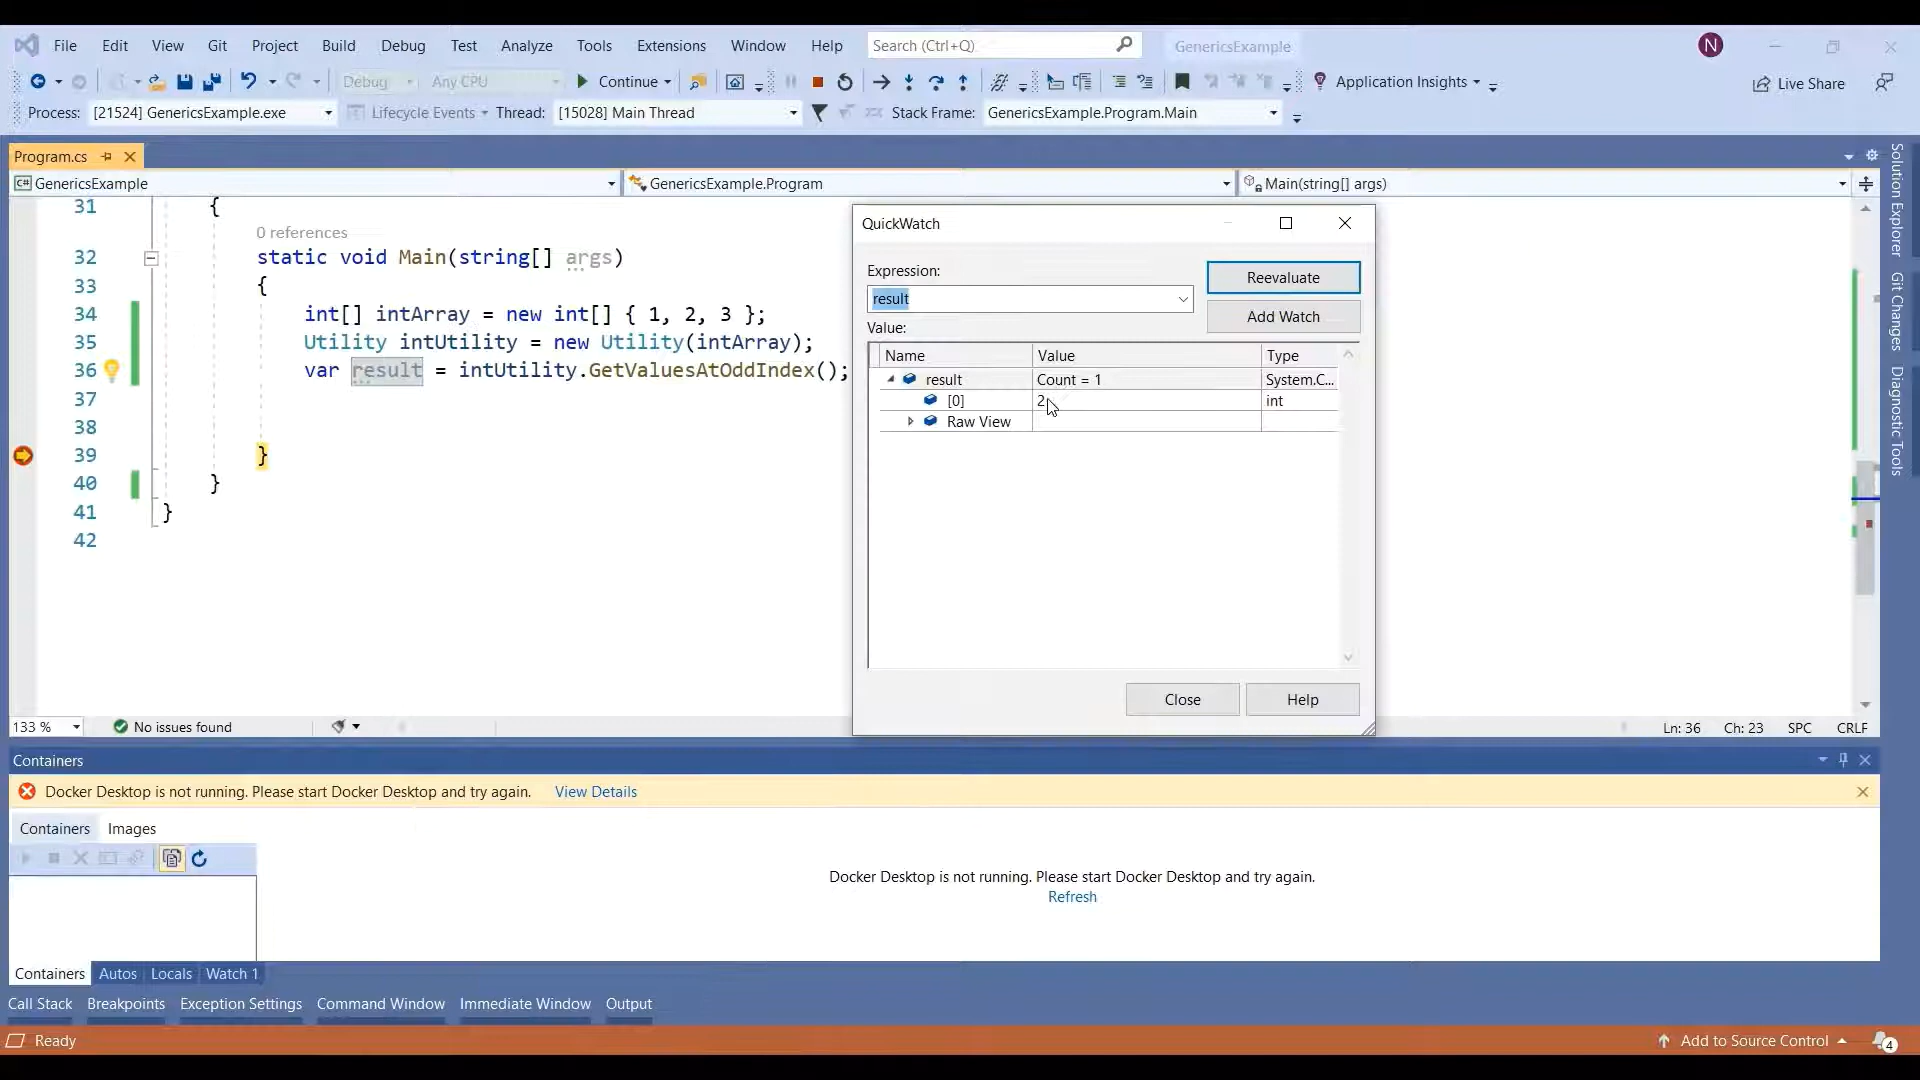 File Edit View Git Project Build Debug Test Analyze Tools Extensions Window Help Search (Ctrl+Q) GenericsExample N
Debug Any CPU Continue Application Insights Live Share
Process: [21524] GenericsExample.exe Lifecycle Events Thread: [15028] Main Thread Stack Frame: GenericsExample.Program.Main
Program.cs
C# GenericsExample GenericsExample.Program Main(string[] args)
31 {
0 references
32 static void Main(string[] args)
33 {
34 int[] intArray = new int[] { 1, 2, 3 };
35 Utility intUtility = new Utility(intArray);
36 var result = intUtility.GetValuesAtOddIndex();
37
38
39 }
40 }
41 }
42
QuickWatch
Expression:
result
Reevaluate
Add Watch
Value:
Name Value Type
result Count = 1 System.C...
[0] 2 int
Raw View
Close Help
Solution Explorer
Git Changes
Diagnostic Tools
133 % No issues found Ln: 36 Ch: 23 SPC CRLF
Containers
Docker Desktop is not running. Please start Docker Desktop and try again. View Details
Containers Images
Docker Desktop is not running. Please start Docker Desktop and try again.
Refresh
Containers Autos Locals Watch 1
Call Stack Breakpoints Exception Settings Command Window Immediate Window Output
Ready Add to Source Control 4